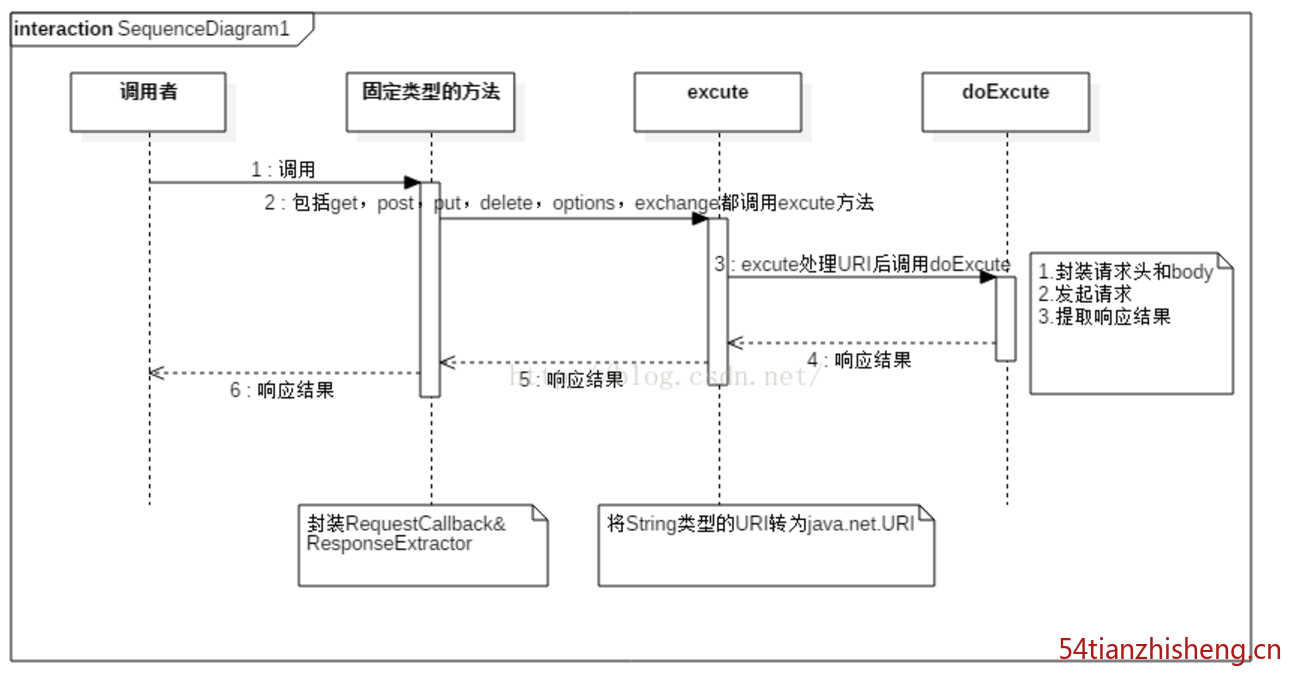 interaction SequenceDiagram1
调用者
固定类型的方法
excute
doExcute
1 : 调用
2 : 包括get，post，put，delete，options，exchange都调用excute方法
3 : excute处理URI后调用doExcute
1.封装请求头和body
2.发起请求
3.提取响应结果
4 : 响应结果
5 : 响应结果
http://blog.csdn.net/
6 : 响应结果
封装RequestCallback&
ResponseExtractor
将String类型的URI转为java.net.URI
54tianzhisheng.cn